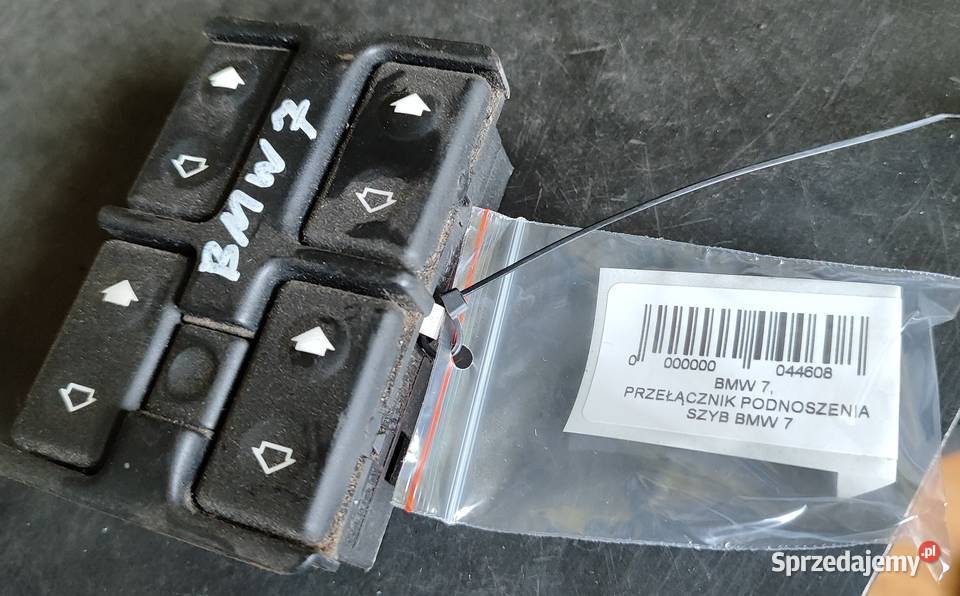 BMW 7
0 000000 044608
BMW 7,
PRZEŁĄCZNIK PODNOSZENIA
SZYB BMW 7
Sprzedajemy.pl